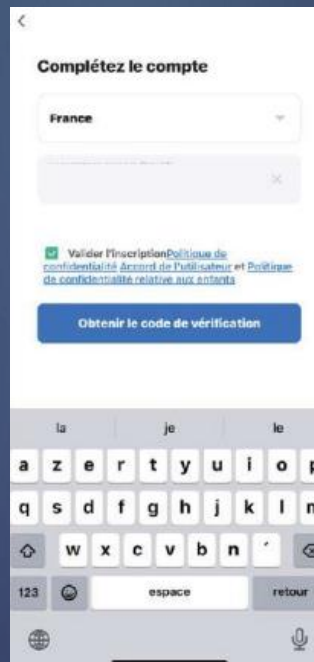 Complétez le compte
France
Valider l'inscriptionPolitique de
confidentialité Accord de l'utilisateur et Politique
de confidentialité relative aux enfants
Obtenir le code de vérification
la je le
a z e r t y u i o p
q s d f g h j k l m
w x c v b n ´
123 espace retour